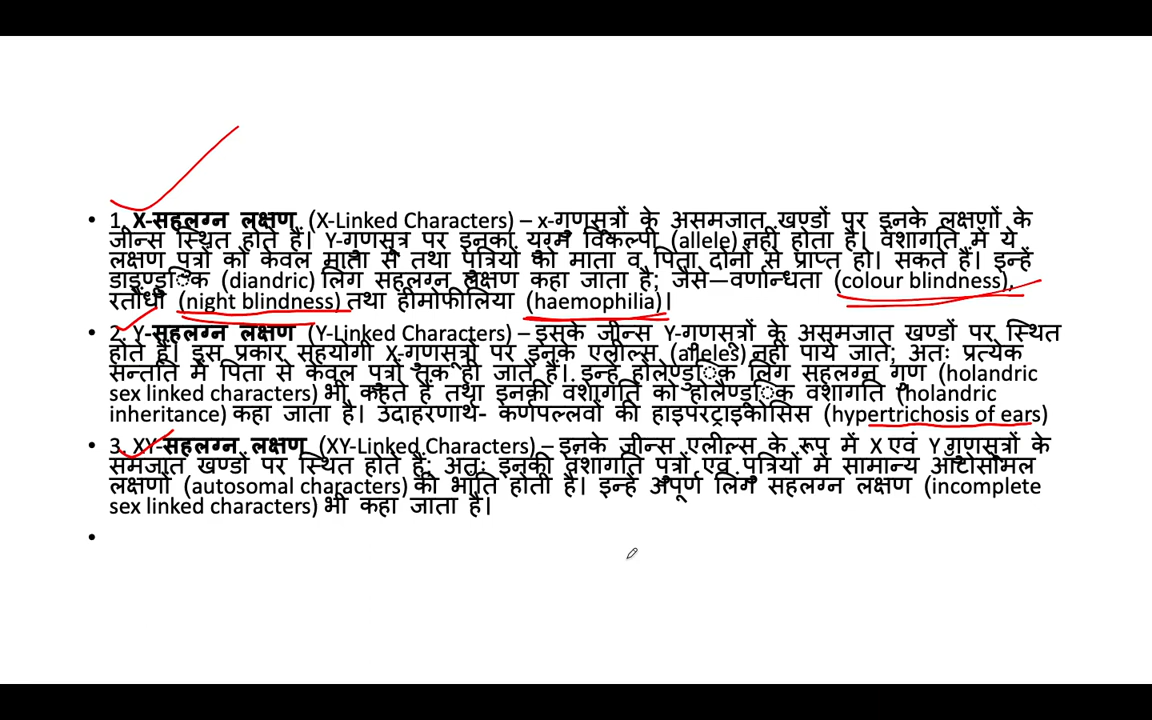 • 1. X-सहलग्न लक्षण (X-Linked Characters) – x-गुणसूत्रों के असमजात खण्डों पर इनके लक्षणों के
जीन्स स्थित होते हैं। Y-गुणसूत्र पर इनका युग्म विकल्पी (allele) नहीं होता है। वंशागति में ये
लक्षण पुत्रों को केवल माता से तथा पुत्रियों को माता व पिता दोनों से प्राप्त हो। सकते हैं। इन्हें
डाइण्ड्रिक (diandric) लिंग सहलग्न लक्षण कहा जाता है; जैसे—वर्णान्धता (colour blindness),
रतौंधी (night blindness) तथा हीमोफीलिया (haemophilia)।
• 2. Y-सहलग्न लक्षण (Y-Linked Characters) – इसके जीन्स Y-गुणसूत्रों के असमजात खण्डों पर स्थित
होते हैं। इस प्रकार सहयोगी X-गुणसूत्रों पर इनके एलील्स (alleles) नहीं पाये जाते; अतः प्रत्येक
सन्तति में पिता से केवल पुत्रों तक ही जाते हैं। इन्हें होलेण्ड्रिक लिंग सहलग्न गुण (holandric
sex linked characters) भी कहते हैं तथा इनकी वंशागति को होलैण्ड्रिक वंशागति (holandric
inheritance) कहा जाता है। उदाहरणार्थ- कर्णपल्लवों की हाइपरट्राइकोसिस (hypertrichosis of ears)
• 3. XY-सहलग्न लक्षण (XY-Linked Characters) – इनके जीन्स एलील्स के रूप में X एवं Y गुणसूत्रों के
समजात खण्डों पर स्थित होते हैं; अतः इनकी वंशागति पुत्रों एवं पुत्रियों में सामान्य ऑटोसोमल
लक्षणों (autosomal characters) की भाँति होती है। इन्हें अपूर्ण लिंग सहलग्न लक्षण (incomplete
sex linked characters) भी कहा जाता है।
•